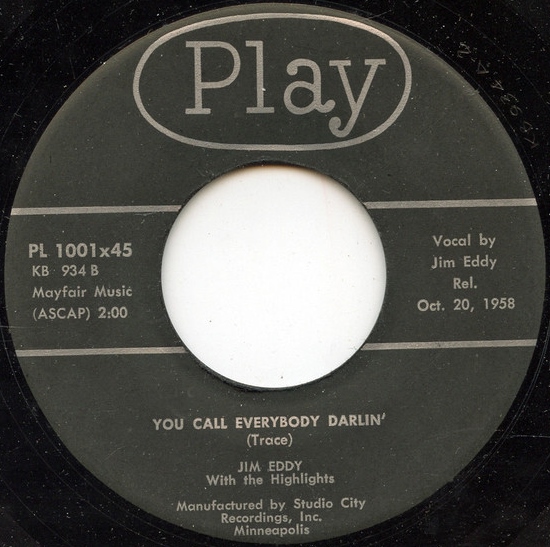 Play
PL 1001x45
KB 934 B
Mayfair Music
(ASCAP) 2:00
Vocal by
Jim Eddy
Rel.
Oct. 20, 1958
YOU CALL EVERYBODY DARLIN'
(Trace)
JIM EDDY
With the Highlights
Manufactured by Studio City
Recordings, Inc.
Minneapolis